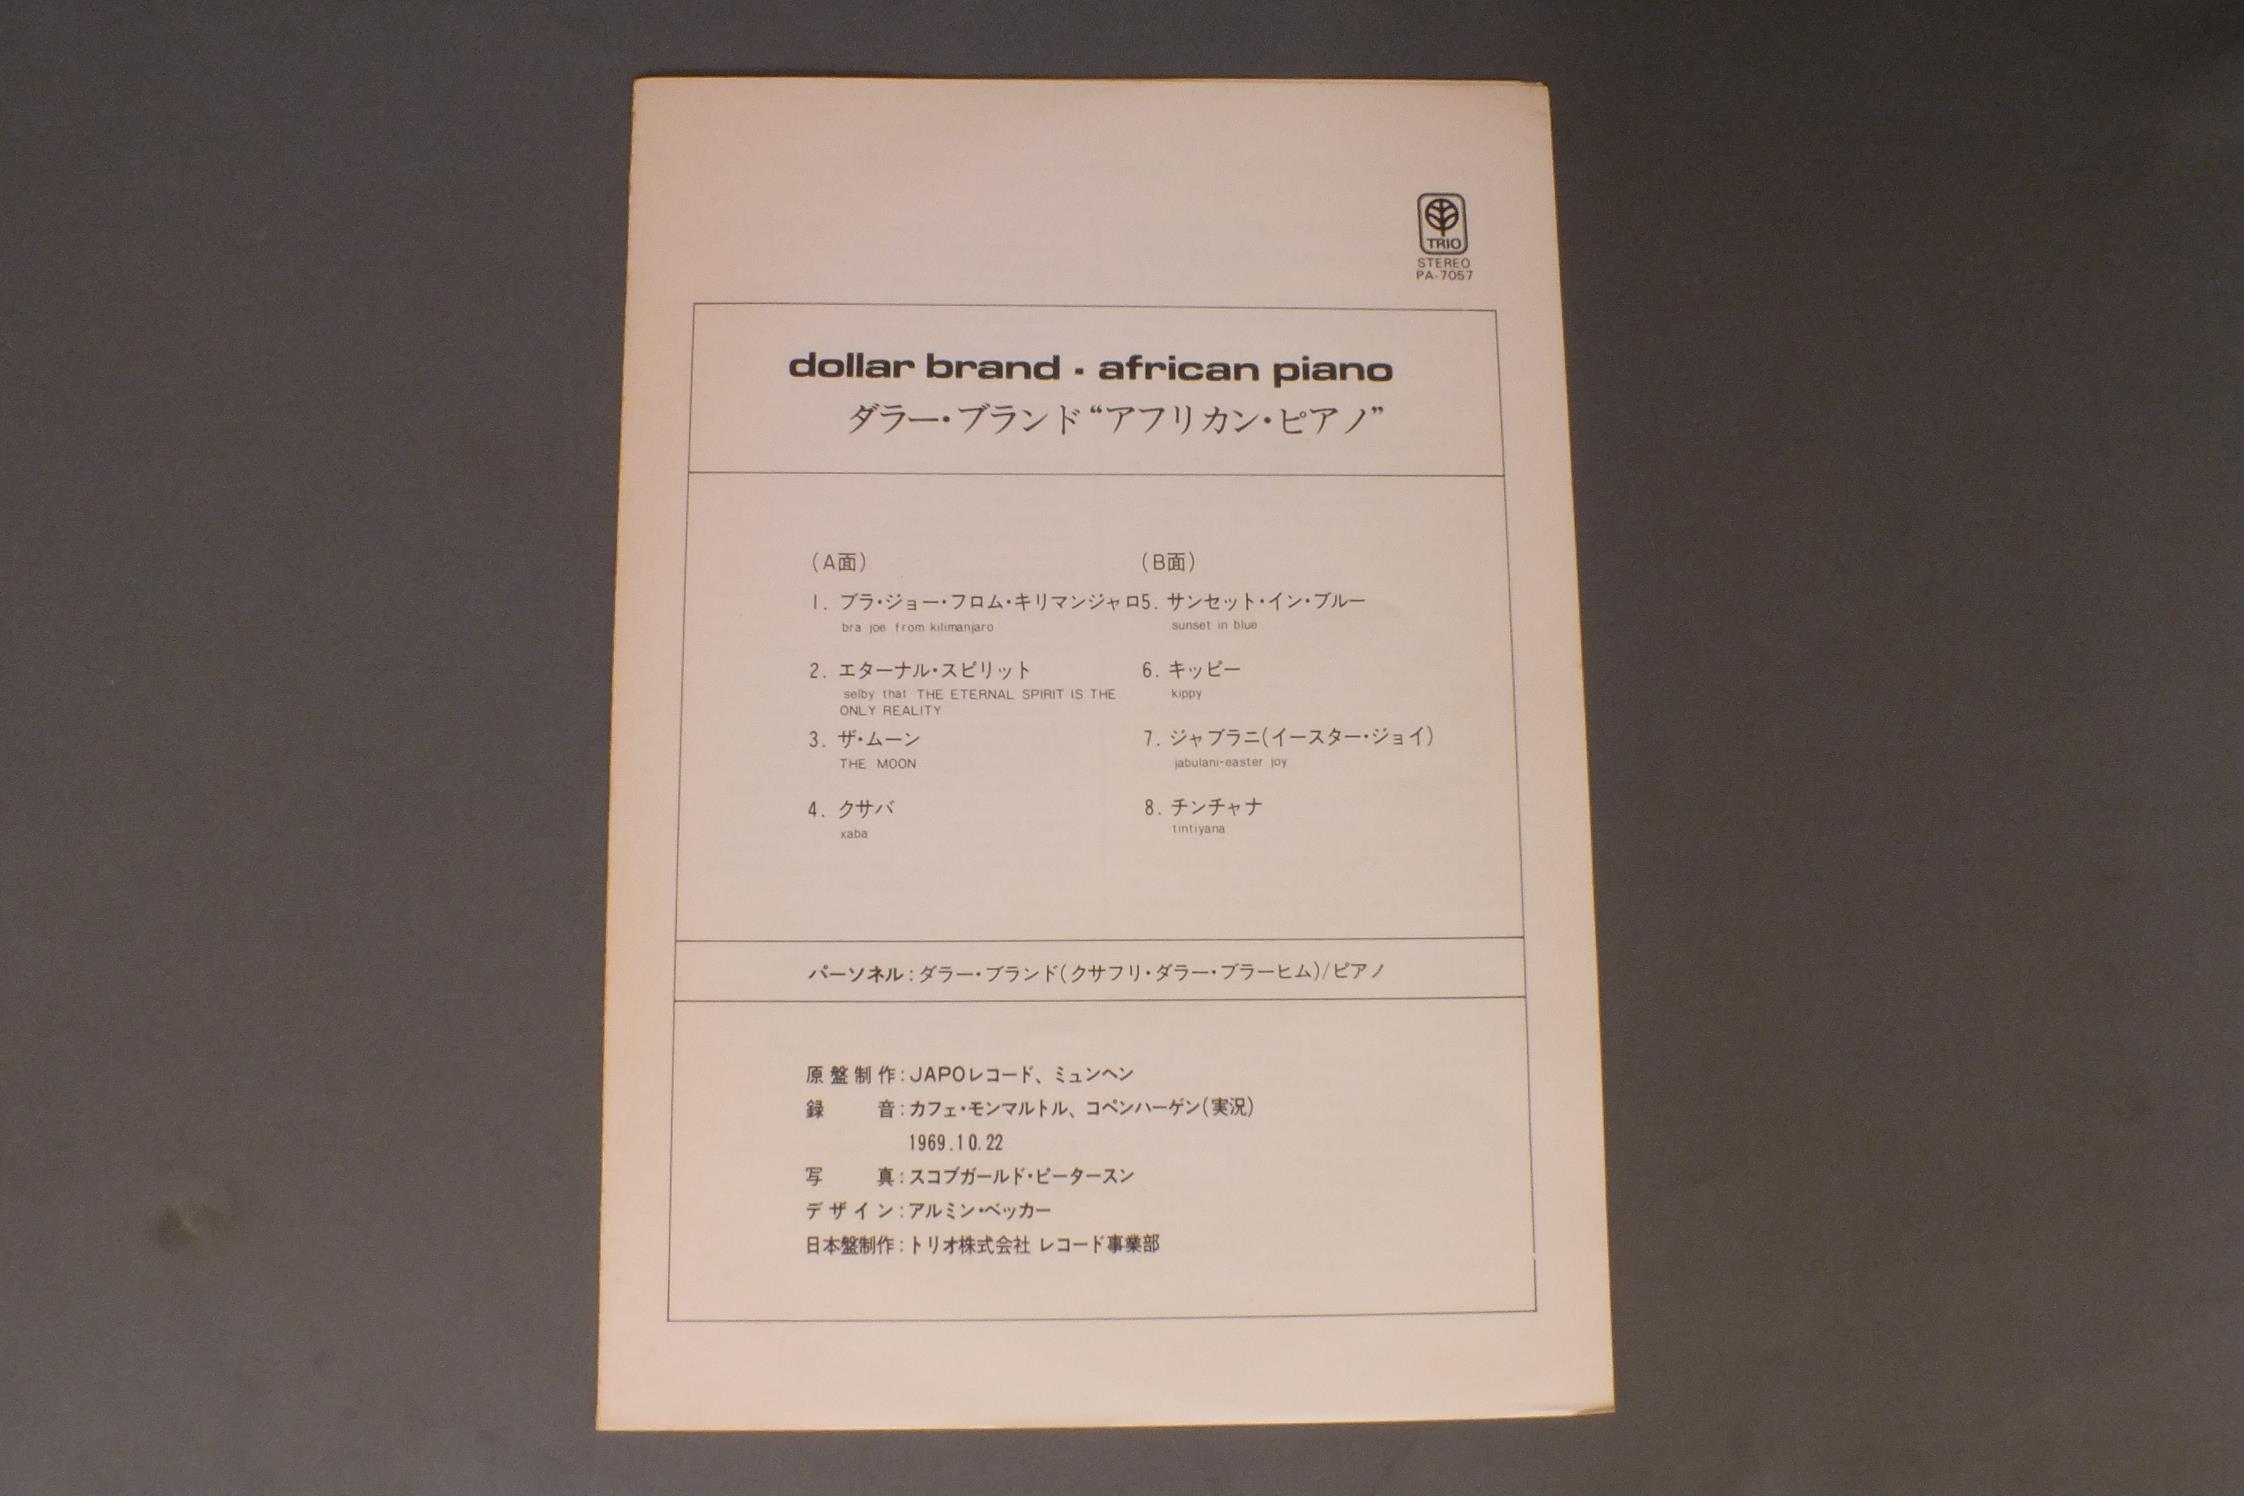 TRIO
STEREO
PA-7057
dollar brand · african piano
ダラー・ブランド“アフリカン・ピアノ”
(A面)
1. ブラ・ジョー・フロム・キリマンジャロ
bra joe from kilimanjaro
2. エターナル・スピリット
selby that THE ETERNAL SPIRIT IS THE
ONLY REALITY
3. ザ・ムーン
THE MOON
4. クサバ
xaba
(B面)
5. サンセット・イン・ブルー
sunset in blue
6. キッピー
kippy
7. ジャブラニ(イースター・ジョイ)
jabulani-easter joy
8. チンチャナ
tintiyana
パーソネル:ダラー・ブランド(クサフリ・ダラー・ブラーヒム)/ピアノ
原盤制作:JAPOレコード、ミュンヘン
録音:カフェ・モンマルトル、コペンハーゲン(実況)
1969.10.22
写真:スコブガールド・ピータースン
デザイン:アルミン・ベッカー
日本盤制作:トリオ株式会社 レコード事業部